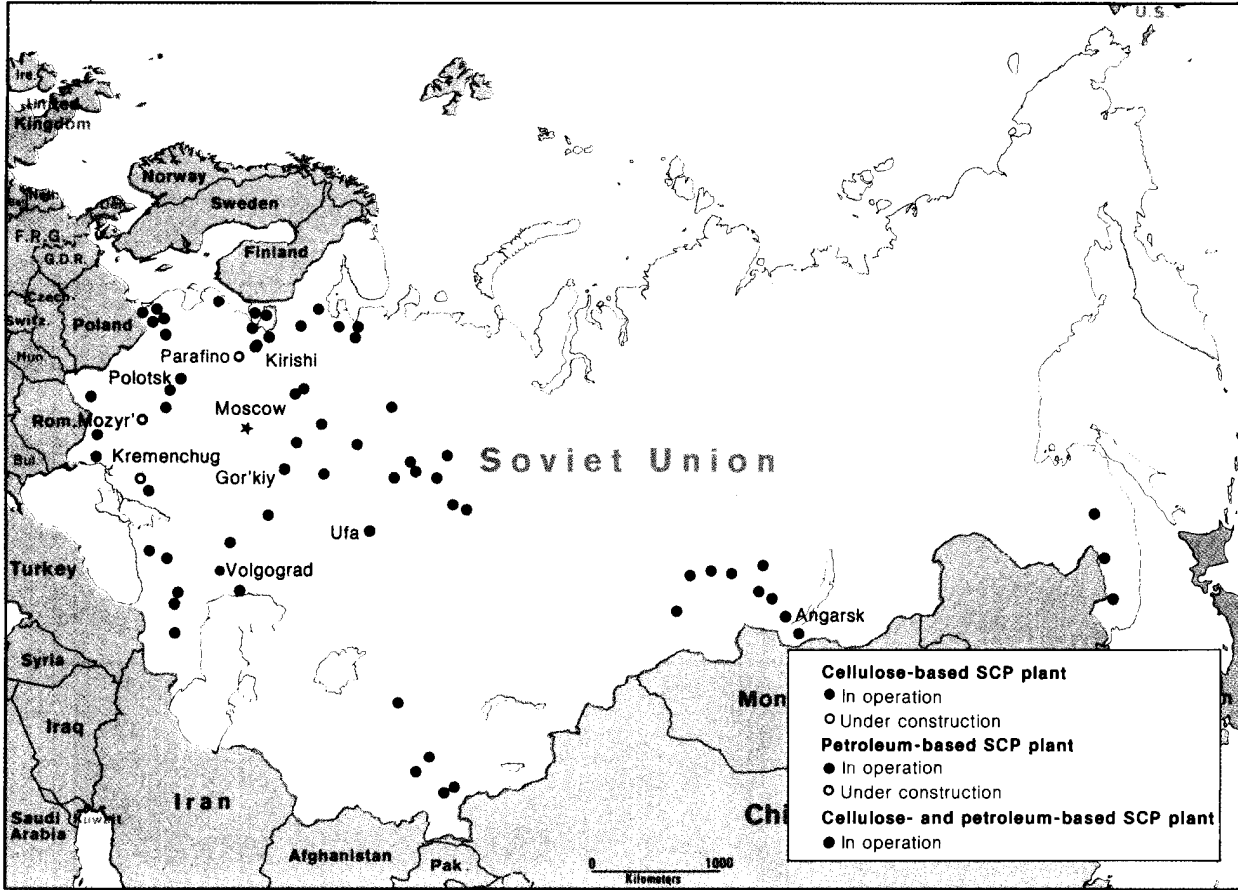 U.S.
Ire.
United
Kingdom
Norway
Sweden
Finland
Den.
F.R.G.
G.D.R.
Czech.
Switz.
Poland
Hun.
Parafino
Kirishi
Polotsk
Moscow
Rom.
Mozyr'
Bul.
Kremenchug
Gor'kiy
Soviet Union
Ufa
Turkey
Volgograd
Angarsk
Syria
Iraq
Iran
Saudi
Arabia
Kuwait
Afghanistan
Pak.
Mon
Chi
n
0 1000
Kilometers
Cellulose-based SCP plant
In operation
Under construction
Petroleum-based SCP plant
In operation
Under construction
Cellulose- and petroleum-based SCP plant
In operation